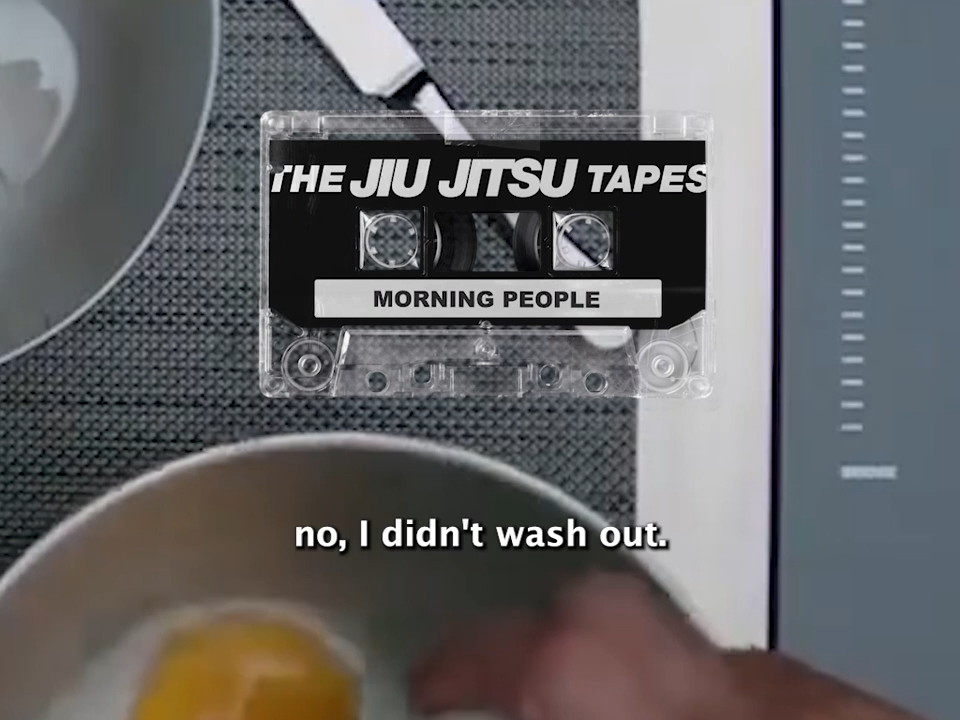 THE JIU JITSU TAPES
MORNING PEOPLE
no, I didn't wash out.